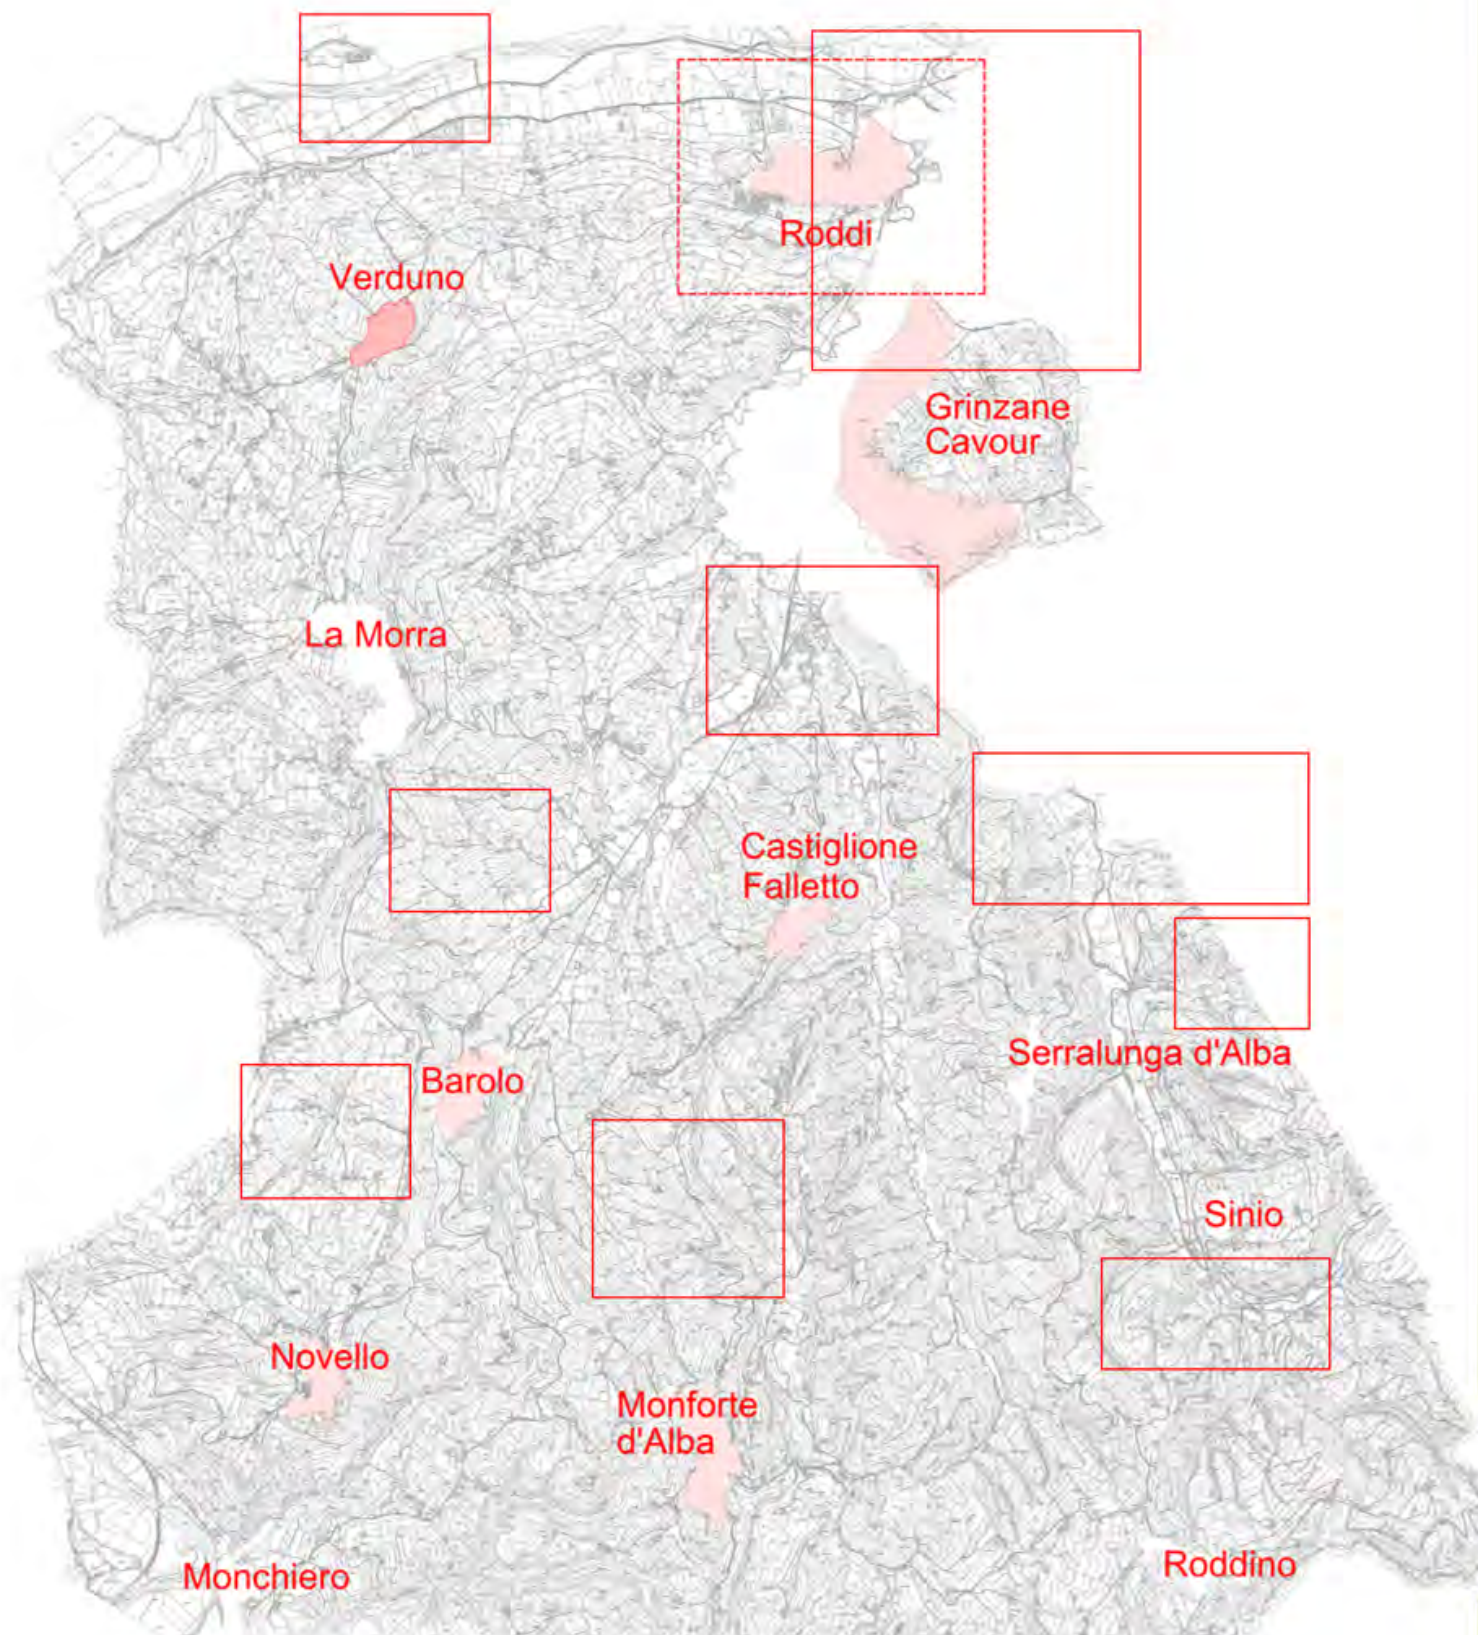 Roddi
Verduno
Grinzane
Cavour
La Morra
Castiglione
Falletto
Serralunga d'Alba
Barolo
Sinio
Novello
Monforte
d'Alba
Monchiero
Roddino